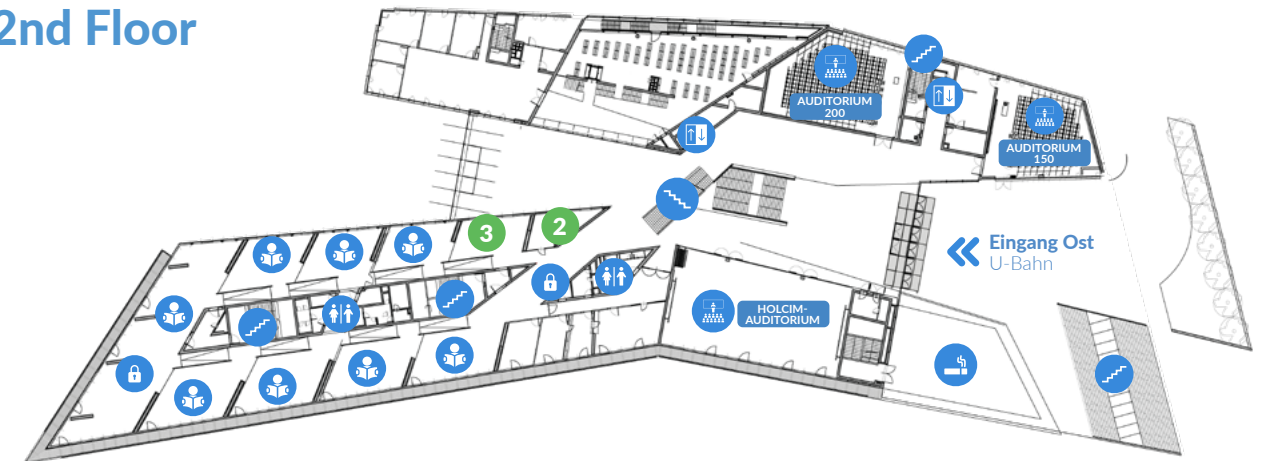 2nd Floor
AUDITORIUM
200
AUDITORIUM
150
3
2
Eingang Ost
U-Bahn
HOLCIM-
AUDITORIUM